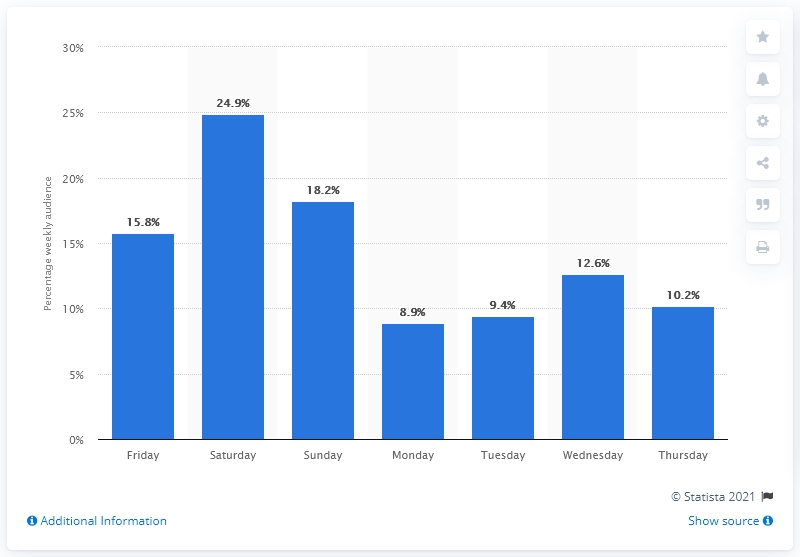 30%
25%
20%
15%
10%
5%
0%
Percentage weekly audience
15.8%
24.9%
18.2%
8.9%
9.4%
12.6%
10.2%
Friday
Saturday
Sunday
Monday
Tuesday
Wednesday
Thursday
© Statista 2021
Additional Information
Show source